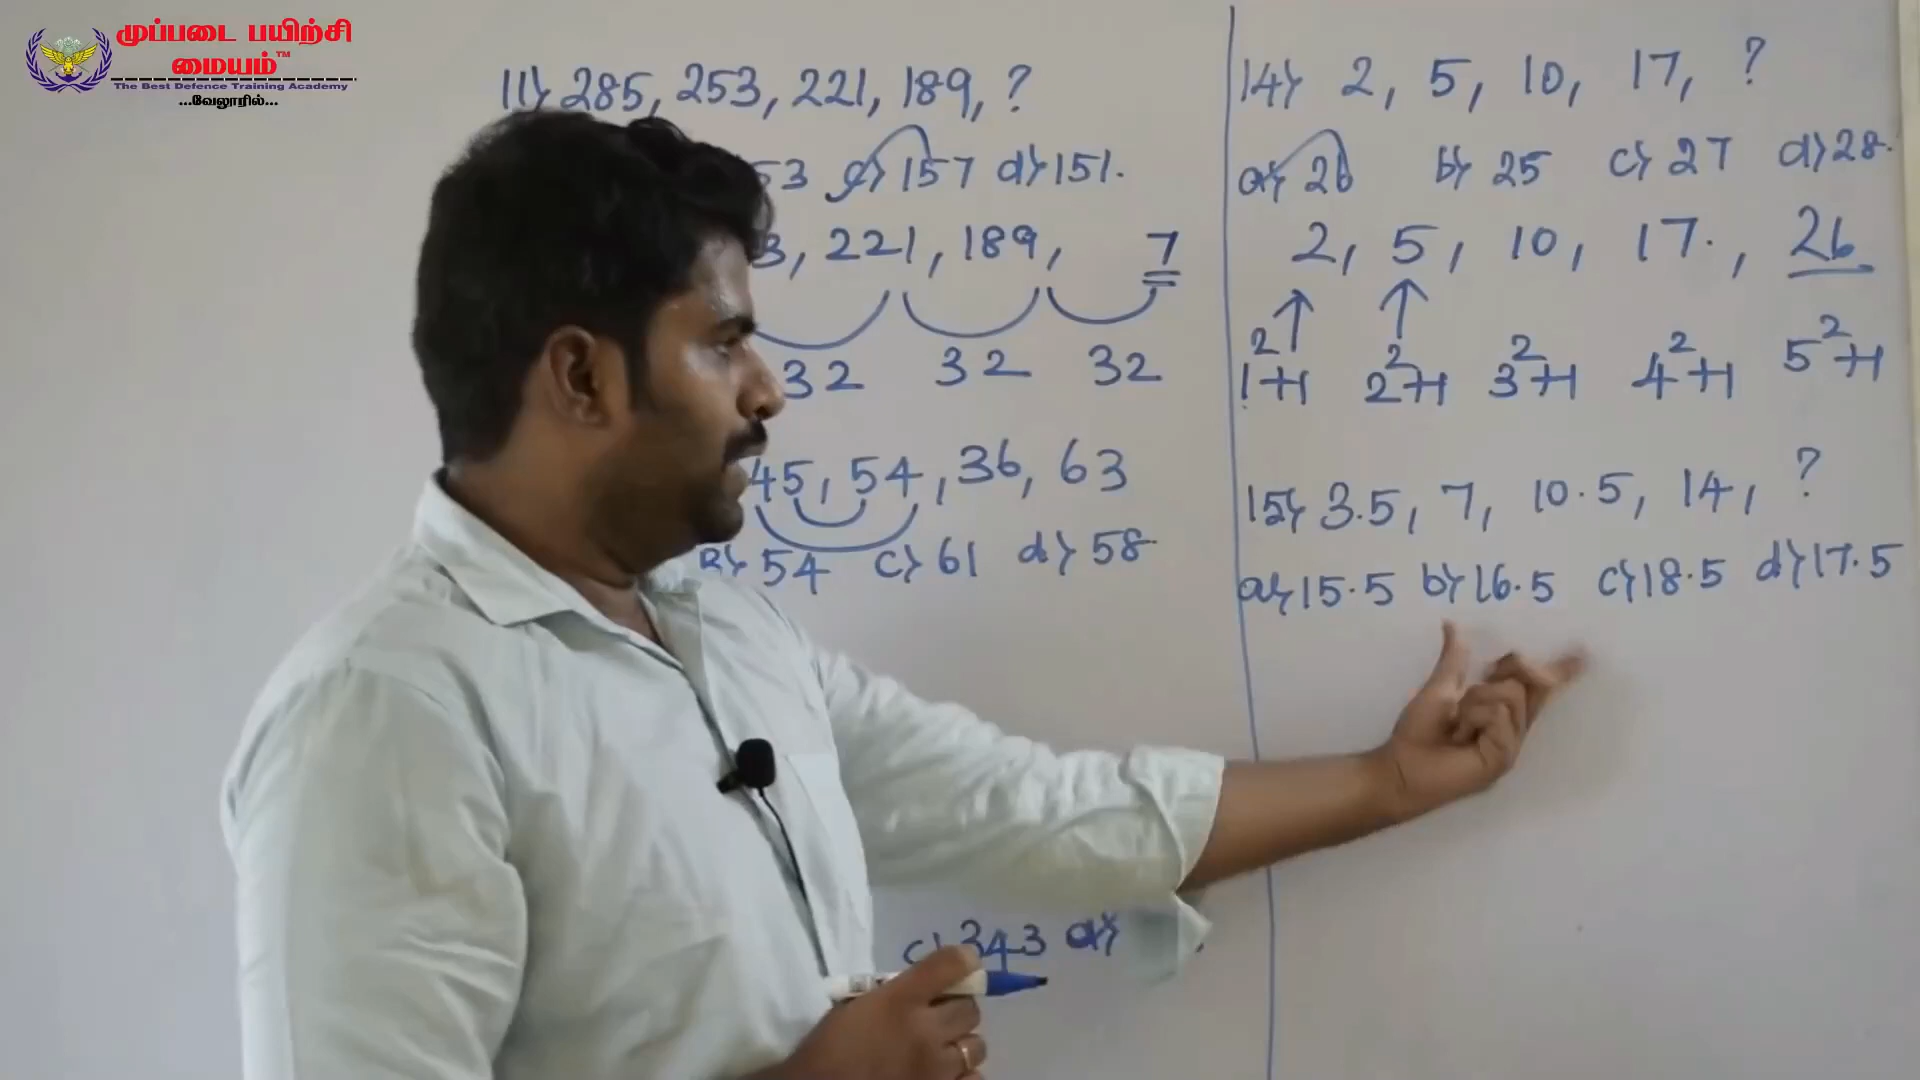 முப்படை பயிற்சி
மையம்™
The Best Defence Training Academy
...வேலூரில்...
11) 285, 253, 221, 189, ?
53 c) 157 d) 151.
3, 221, 189, ?
32 32 32
45, 54, 36, 63
B) 54 c) 61 d) 58
c) 343 d)
14) 2, 5, 10, 17, ?
a) 26 b) 25 c) 27 d) 28.
2, 5, 10, 17., 26
1²+1 2²+1 3²+1 4²+1 5²+1
15) 3.5, 7, 10.5, 14, ?
a) 15.5 b) 16.5 c) 18.5 d) 17.5